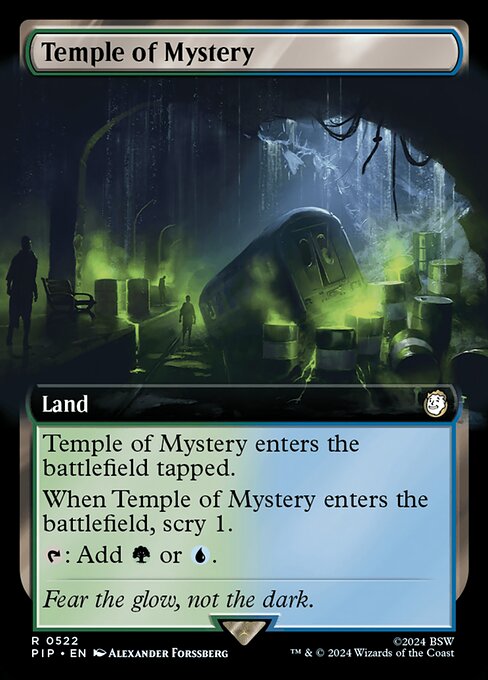 Temple of Mystery
Land
Temple of Mystery enters the
battlefield tapped.
When Temple of Mystery enters the
battlefield, scry 1.
: Add or .
Fear the glow, not the dark.
R 0522
PIP • EN Alexander Forssberg
©2024 BSW
™ & © 2024 Wizards of the Coast